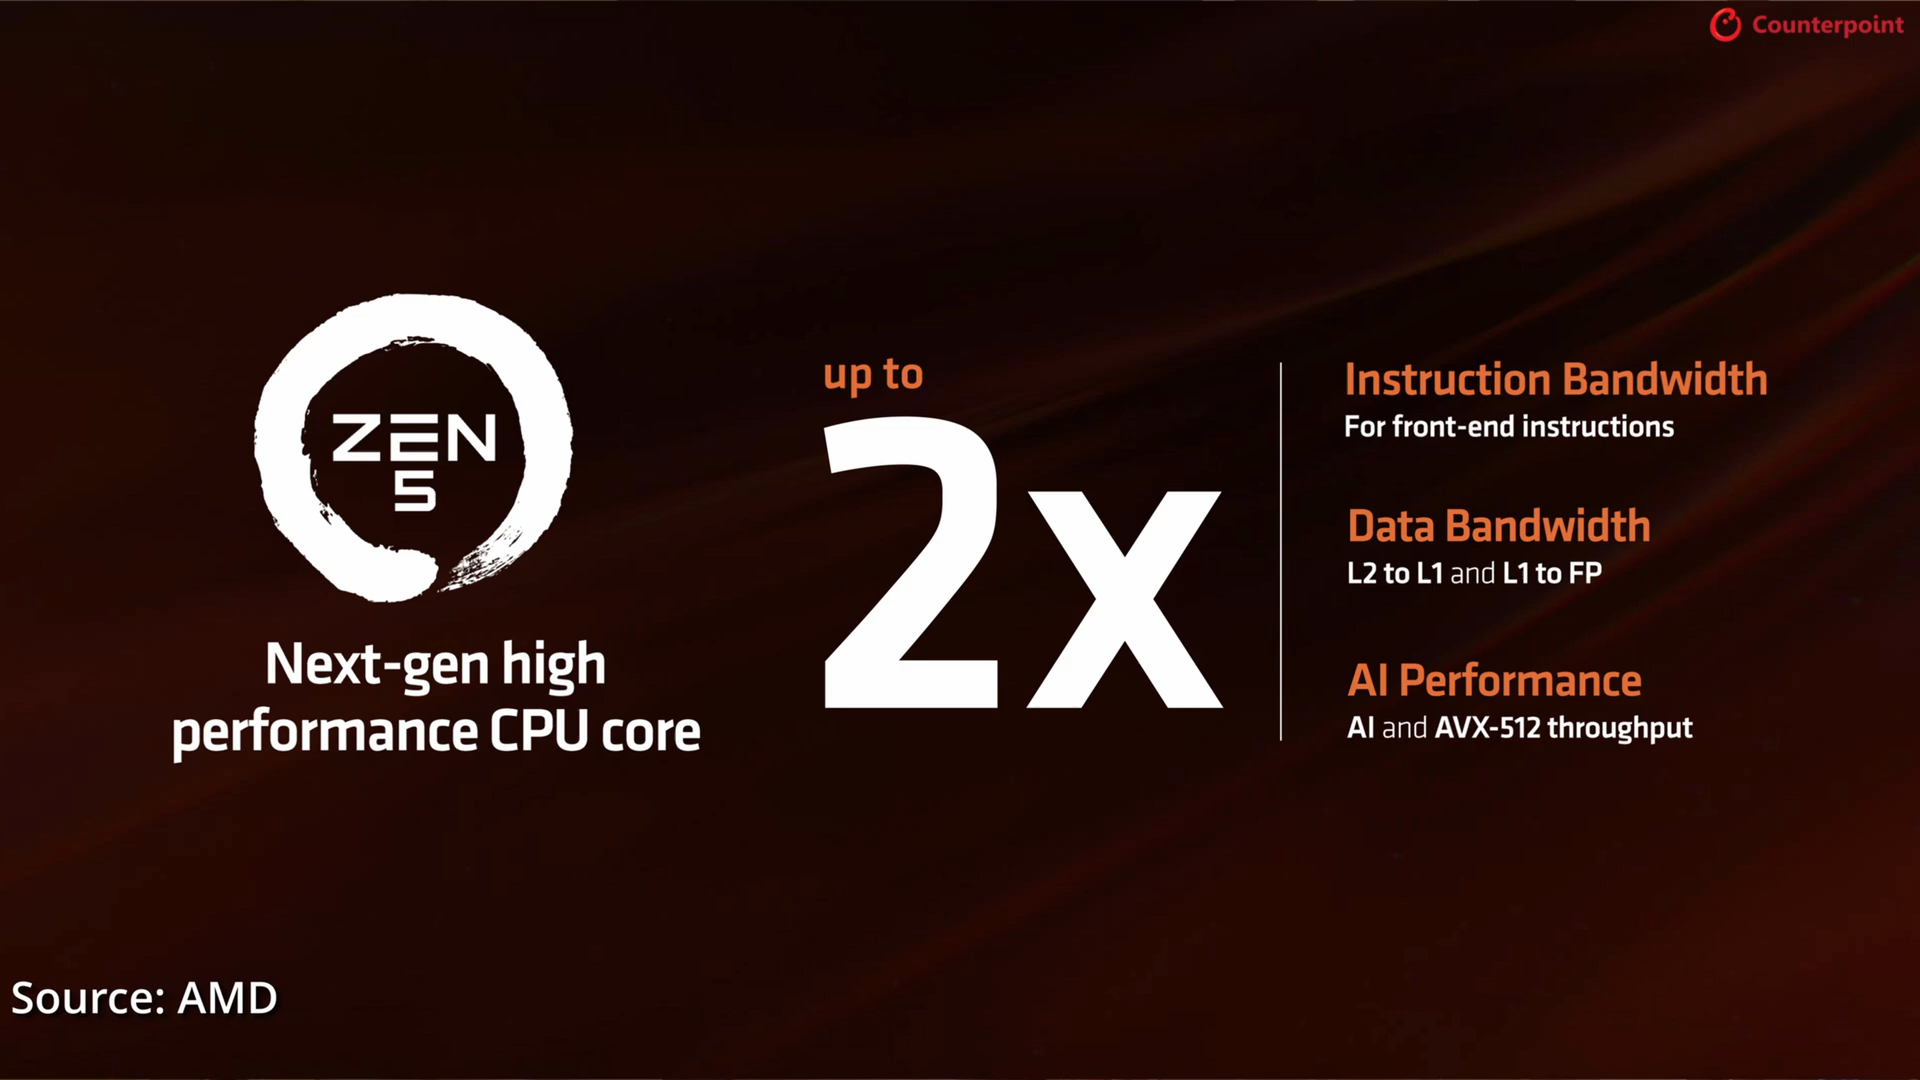 Counterpoint
ZEN
5
Next-gen high
performance CPU core
up to
2x
Instruction Bandwidth
For front-end instructions
Data Bandwidth
L2 to L1 and L1 to FP
AI Performance
AI and AVX-512 throughput
Source: AMD